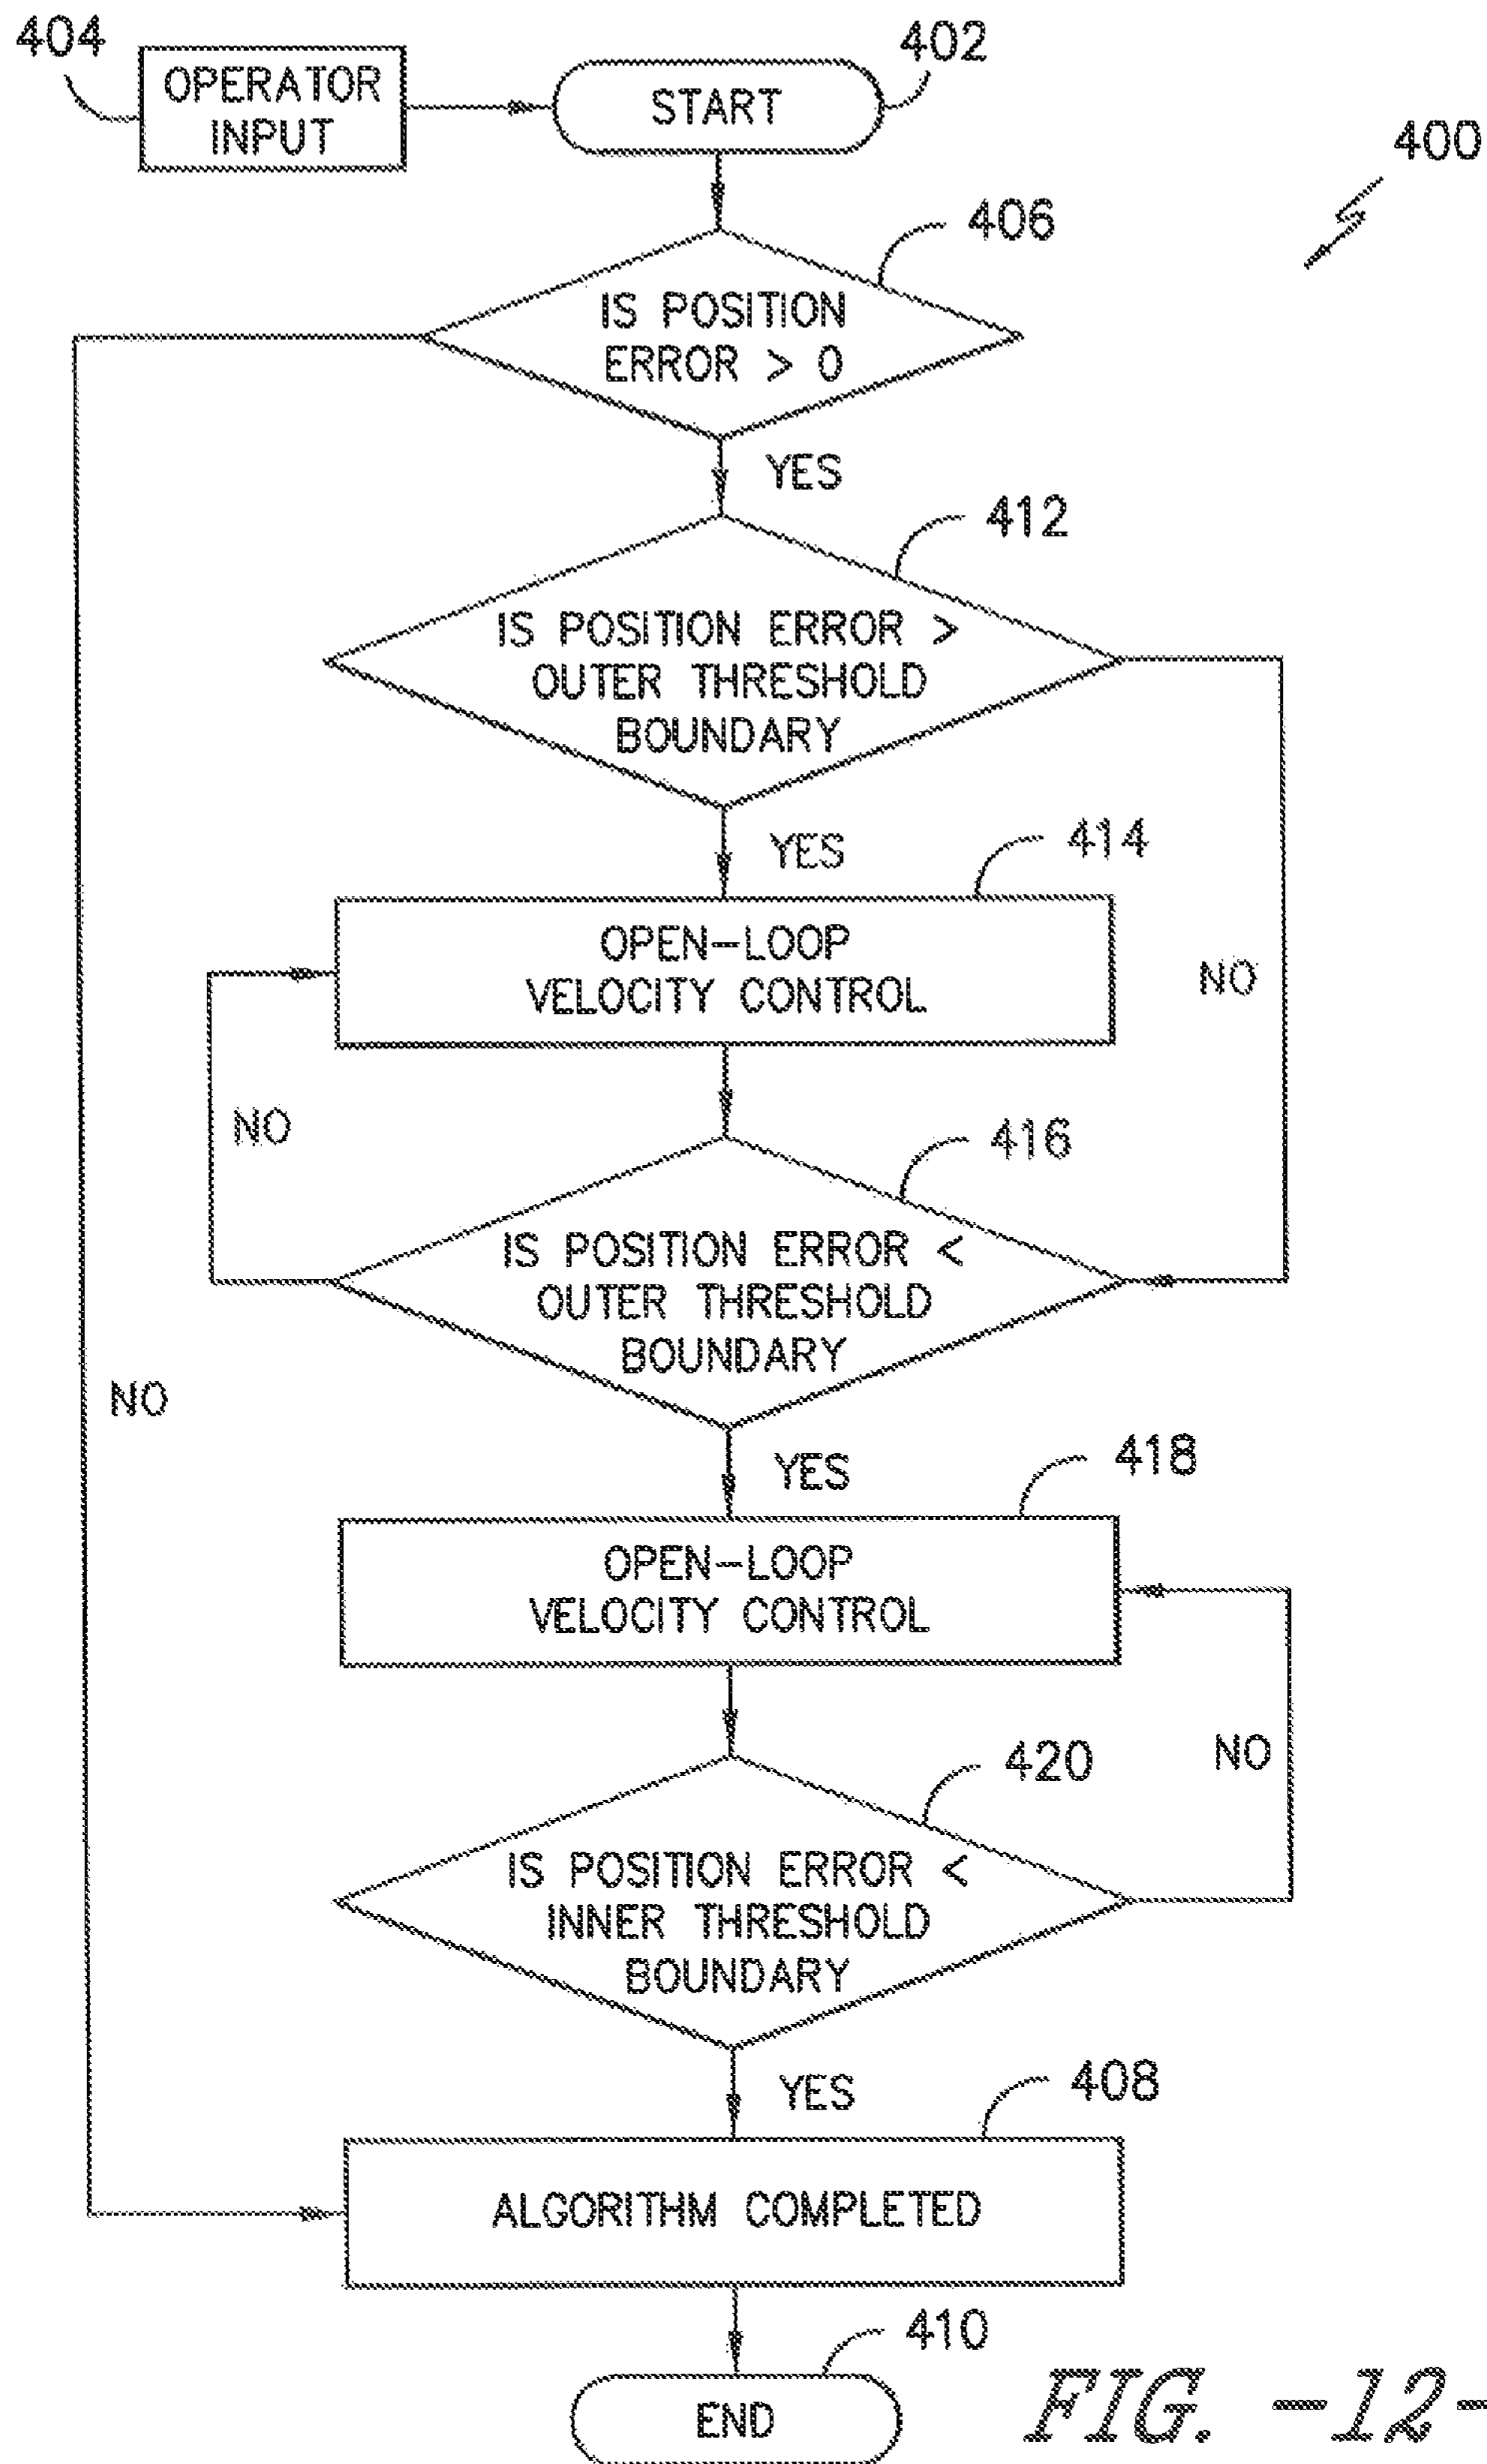 404
OPERATOR
INPUT
START
402
400
406
IS POSITION
ERROR > 0
YES
412
IS POSITION ERROR >
OUTER THRESHOLD
BOUNDARY
YES
414
OPEN-LOOP
VELOCITY CONTROL
NO
NO
416
IS POSITION ERROR <
OUTER THRESHOLD
BOUNDARY
NO
YES
418
OPEN-LOOP
VELOCITY CONTROL
NO
420
IS POSITION ERROR <
INNER THRESHOLD
BOUNDARY
YES
408
ALGORITHM COMPLETED
410
END
FIG. -12-